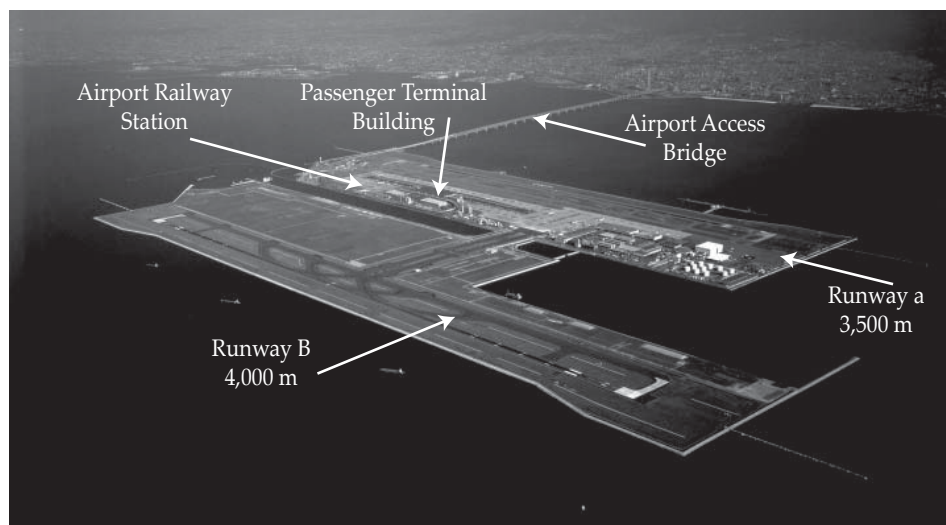 Airport Railway
Station
Passenger Terminal
Building
Airport Access
Bridge
Runway a
3,500 m
Runway B
4,000 m